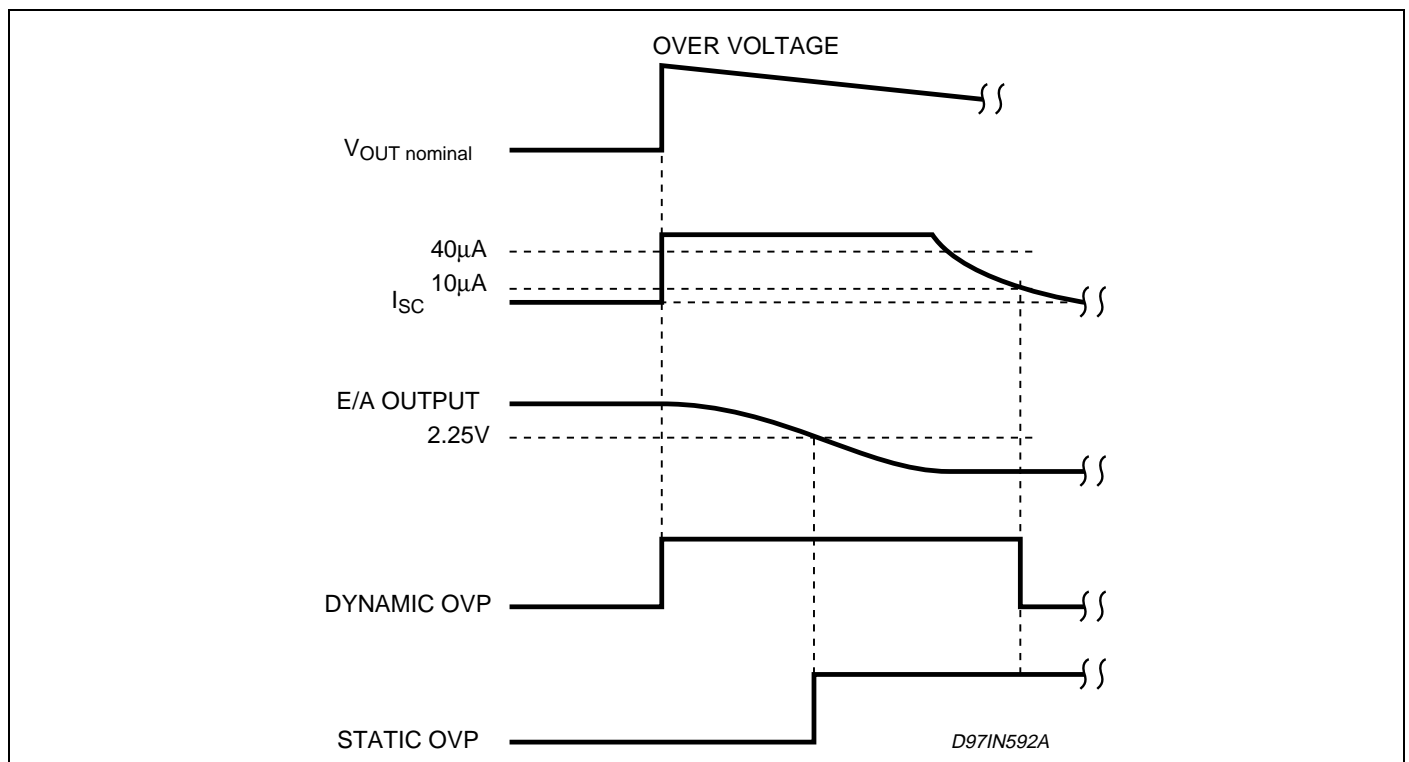 OVER VOLTAGE
VOUT nominal
40μA
10μA
ISC
E/A OUTPUT
2.25V
DYNAMIC OVP
STATIC OVP
D97IN592A